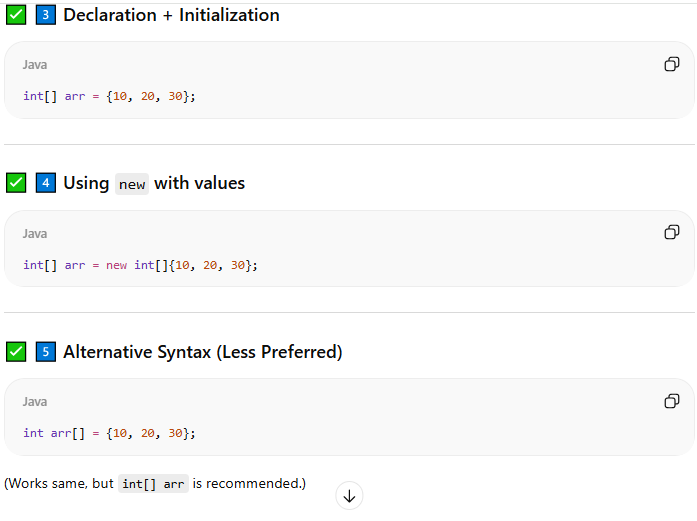 ✅ 3️⃣ Declaration + Initialization
Java
int[] arr = {10, 20, 30};
✅ 4️⃣ Using new with values
Java
int[] arr = new int[]{10, 20, 30};
✅ 5️⃣ Alternative Syntax (Less Preferred)
Java
int arr[] = {10, 20, 30};
(Works same, but int[] arr is recommended.)